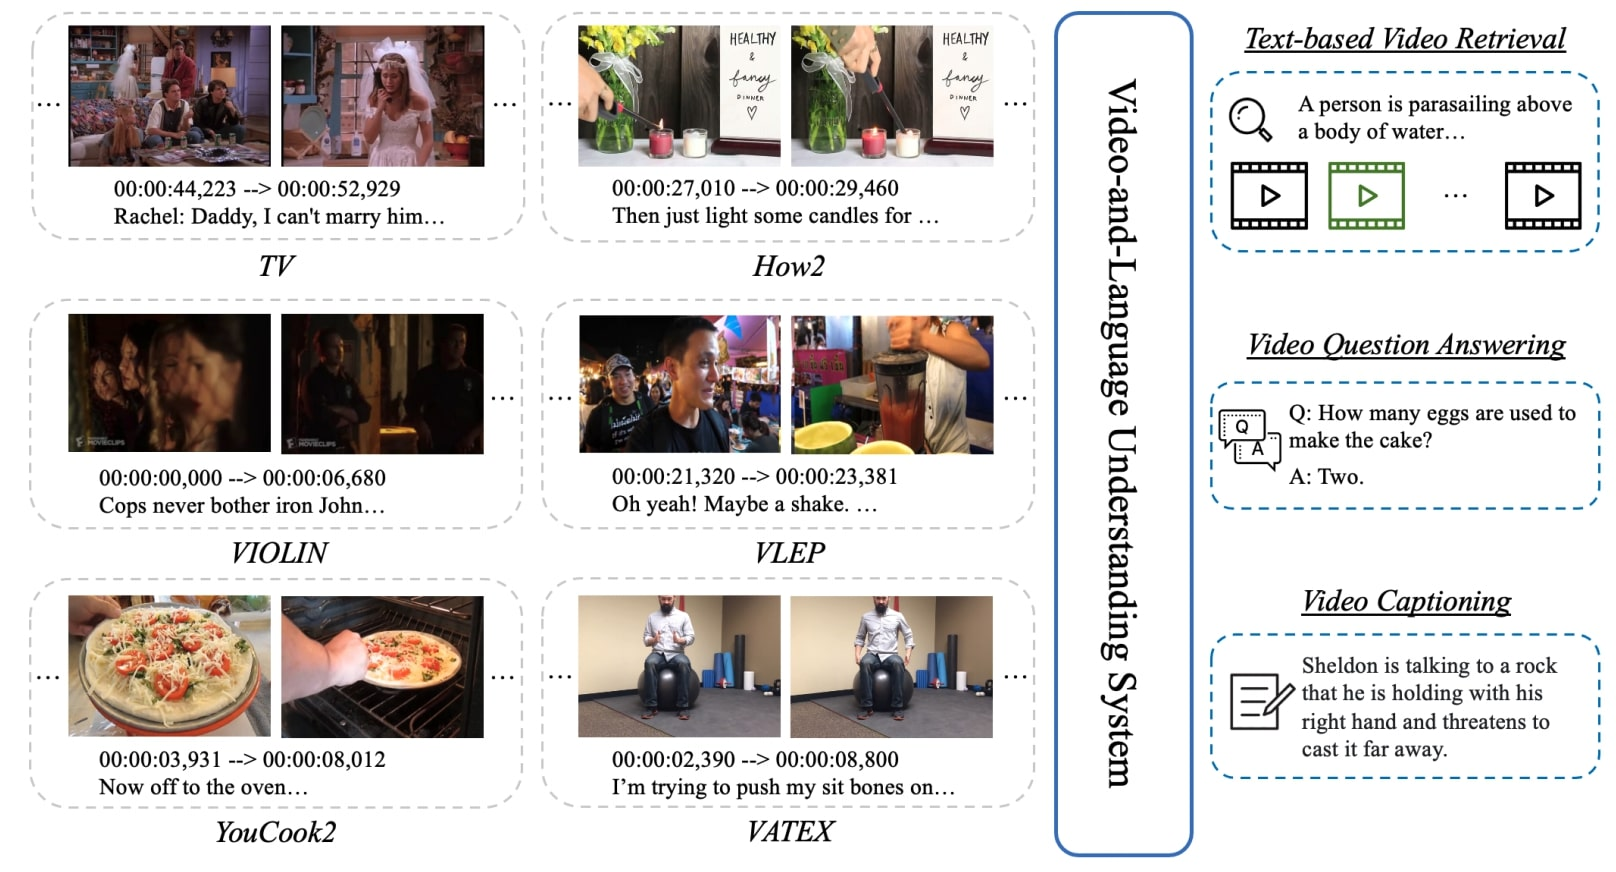 HEALTHY
&
fancy
DINNER
HEALTHY
&
fancy
DINNER
00:00:44,223 --> 00:00:52,929
Rachel: Daddy, I can't marry him…
TV
00:00:27,010 --> 00:00:29,460
Then just light some candles for …
How2
MOVIECLIPS
MOVIECLIPS
00:00:00,000 --> 00:00:06,680
Cops never bother iron John…
VIOLIN
00:00:21,320 --> 00:00:23,381
Oh yeah! Maybe a shake. …
VLEP
00:00:03,931 --> 00:00:08,012
Now off to the oven…
YouCook2
00:00:02,390 --> 00:00:08,800
I’m trying to push my sit bones on…
VATEX
Video-and-Language Understanding System
Text-based Video Retrieval
A person is parasailing above
a body of water…
...
Video Question Answering
Q
A
Q: How many eggs are used to
make the cake?
A: Two.
Video Captioning
Sheldon is talking to a rock
that he is holding with his
right hand and threatens to
cast it far away.